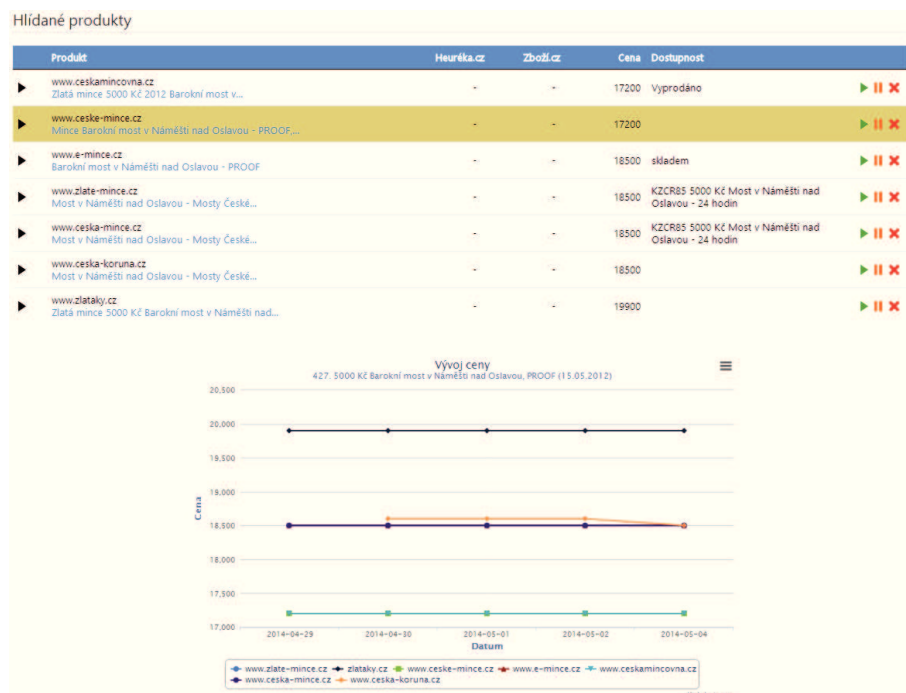 Hlídané produkty
Produkt Heuréka.cz Zboží.cz Cena Dostupnost
www.ceskamincovna.cz
Zlatá mince 5000 Kč 2012 Barokní most v...
- - 17200 Vyprodáno
www.ceske-mince.cz
Mince Barokní most v Náměšti nad Oslavou - PROOF,...
- - 17200
www.e-mince.cz
Barokní most v Náměšti nad Oslavou - PROOF
- - 18500 skladem
www.zlate-mince.cz
Most v Náměšti nad Oslavou - Mosty České...
- - 18500 KZCR85 5000 Kč Most v Náměšti nad
Oslavou - 24 hodin
www.ceska-mince.cz
Most v Náměšti nad Oslavou - Mosty České...
- - 18500 KZCR85 5000 Kč Most v Náměšti nad
Oslavou - 24 hodin
www.ceska-koruna.cz
Most v Náměšti nad Oslavou - Mosty České...
- - 18500
www.zlataky.cz
Zlatá mince 5000 Kč Barokní most v Náměšti nad...
- - 19900
Vývoj ceny
427. 5000 Kč Barokní most v Náměšti nad Oslavou, PROOF (15.05.2012)
20,500
20,000
19,500
19,000
18,500
18,000
17,500
17,000
Cena
2014-04-29 2014-04-30 2014-05-01 2014-05-02 2014-05-04
Datum
www.zlate-mince.cz zlataky.cz www.ceske-mince.cz www.e-mince.cz www.ceskamincovna.cz
www.ceska-mince.cz www.ceska-koruna.cz